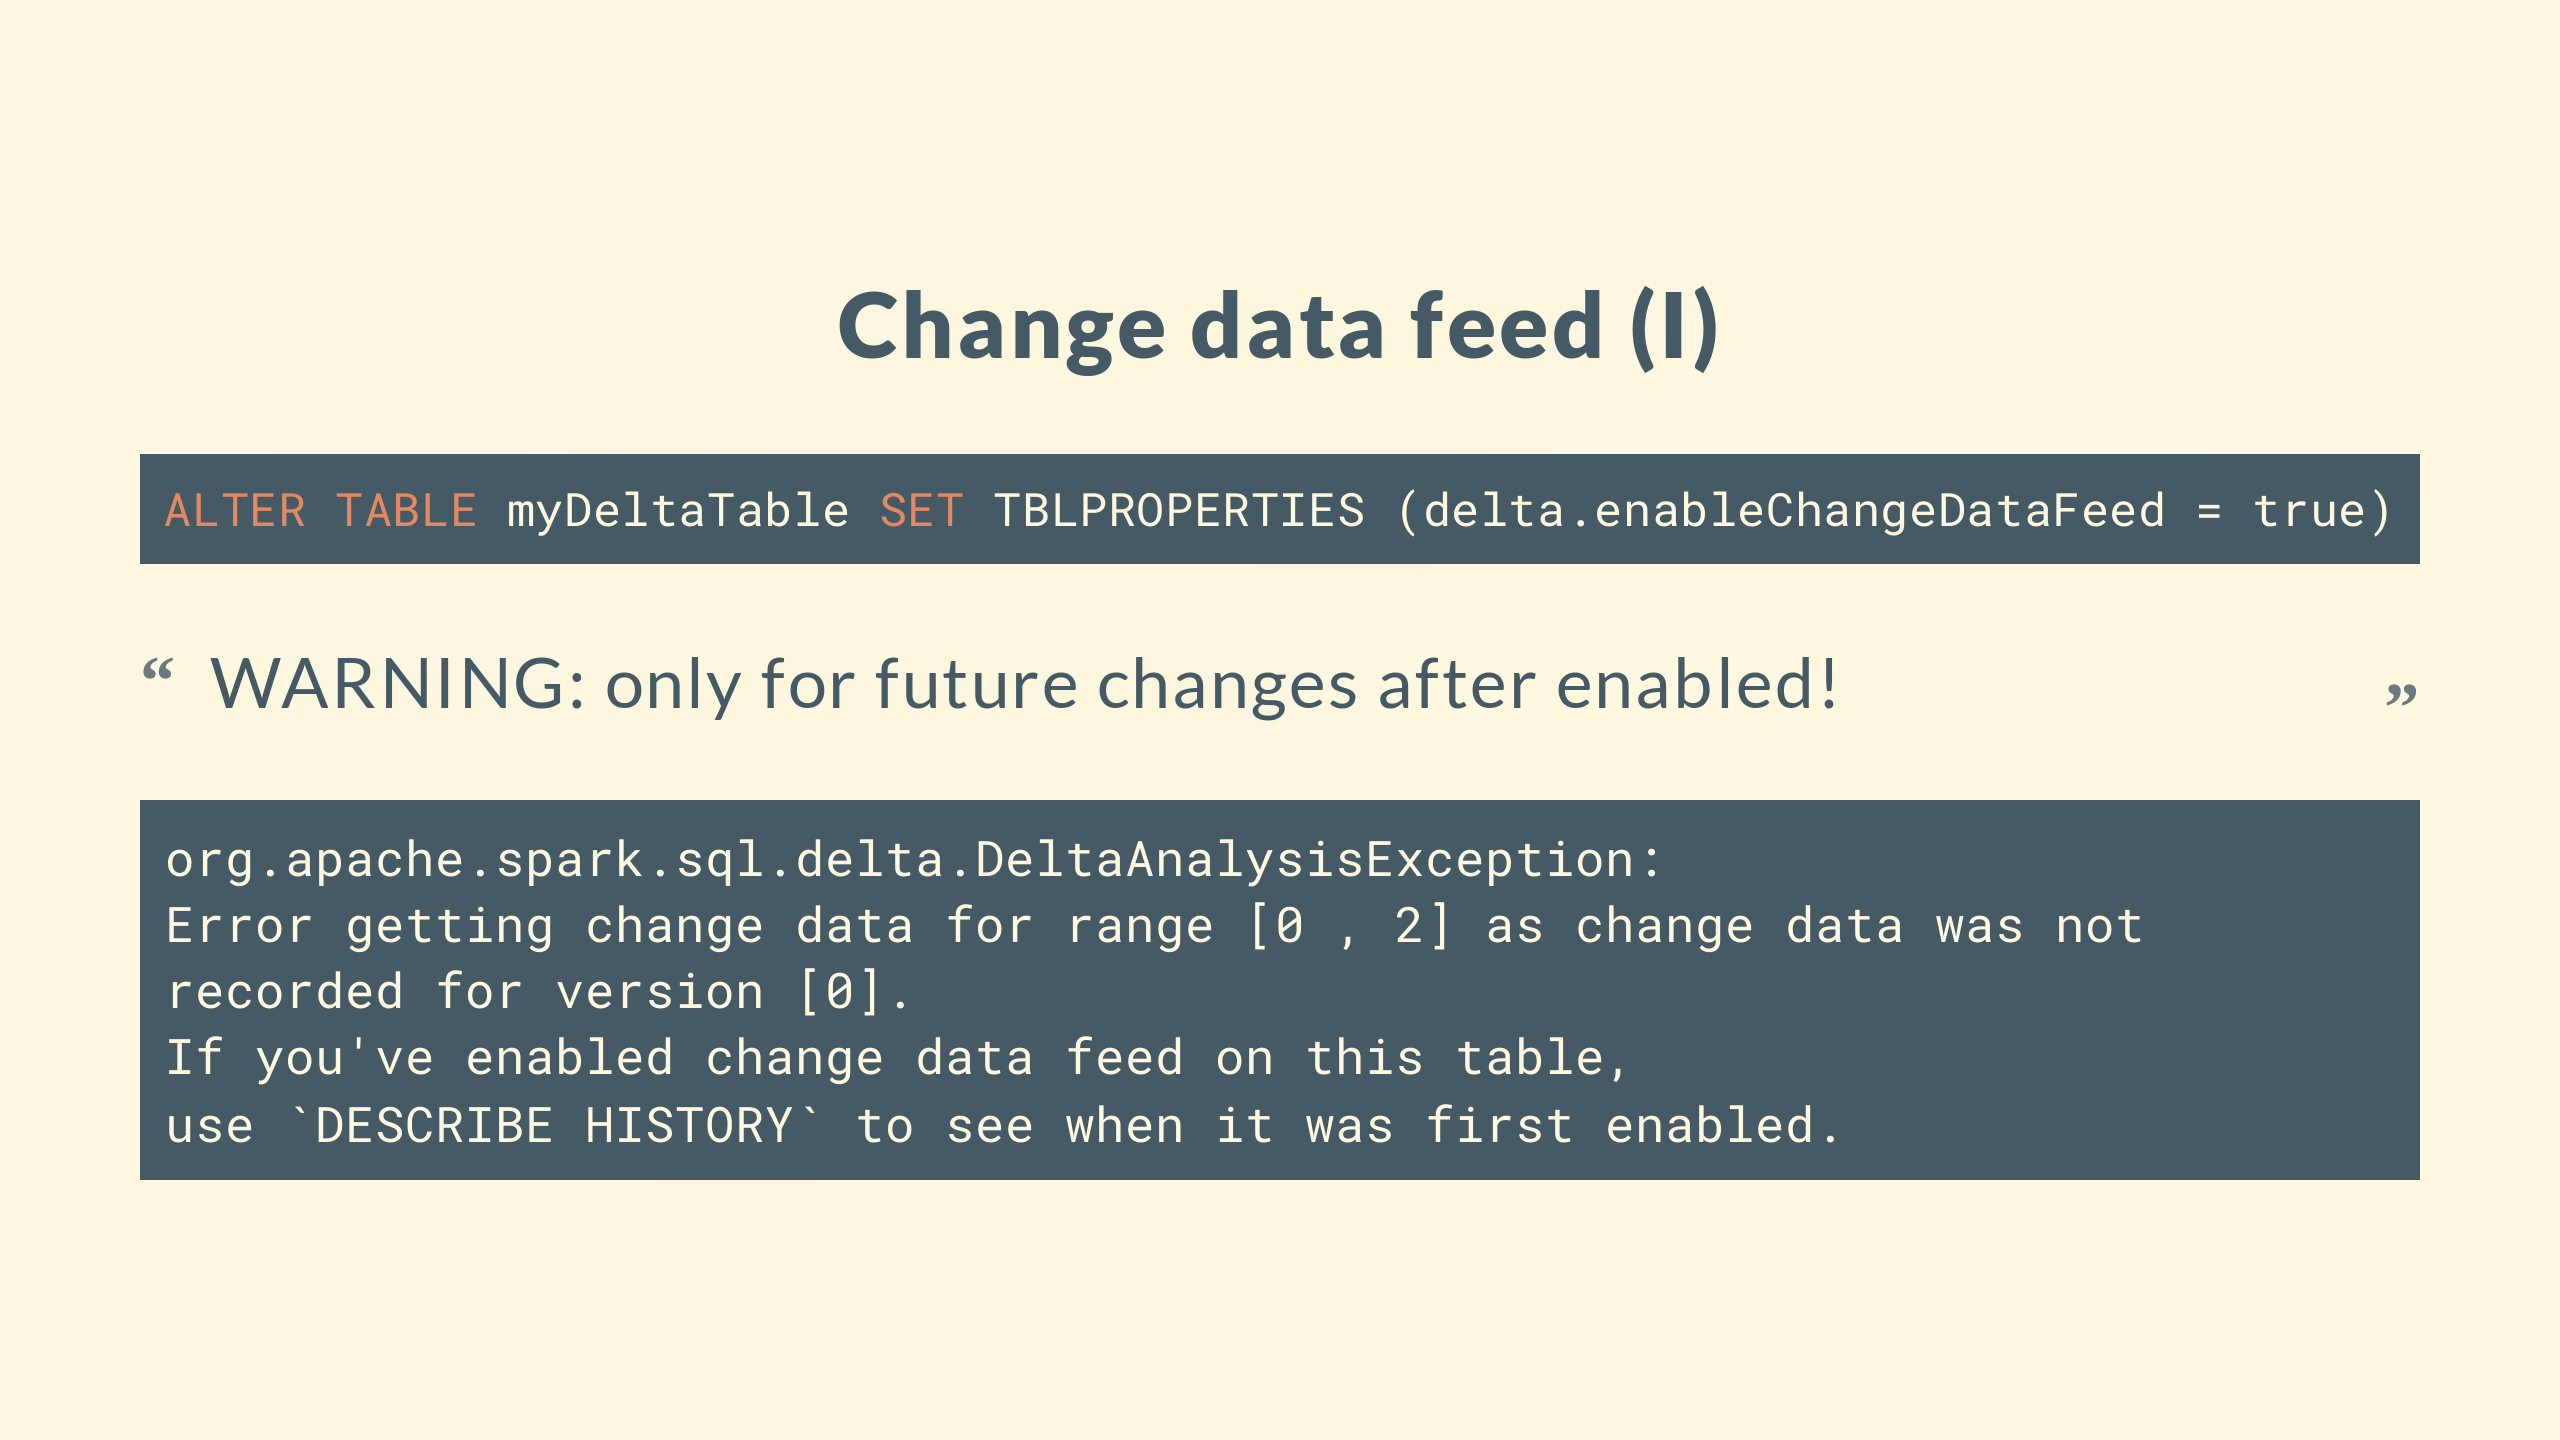 Change data feed (I)
ALTER TABLE myDeltaTable SET TBLPROPERTIES (delta.enableChangeDataFeed = true)
“ WARNING: only for future changes after enabled! ”
org.apache.spark.sql.delta.DeltaAnalysisException:
Error getting change data for range [0 , 2] as change data was not
recorded for version [0].
If you've enabled change data feed on this table,
use `DESCRIBE HISTORY` to see when it was first enabled.